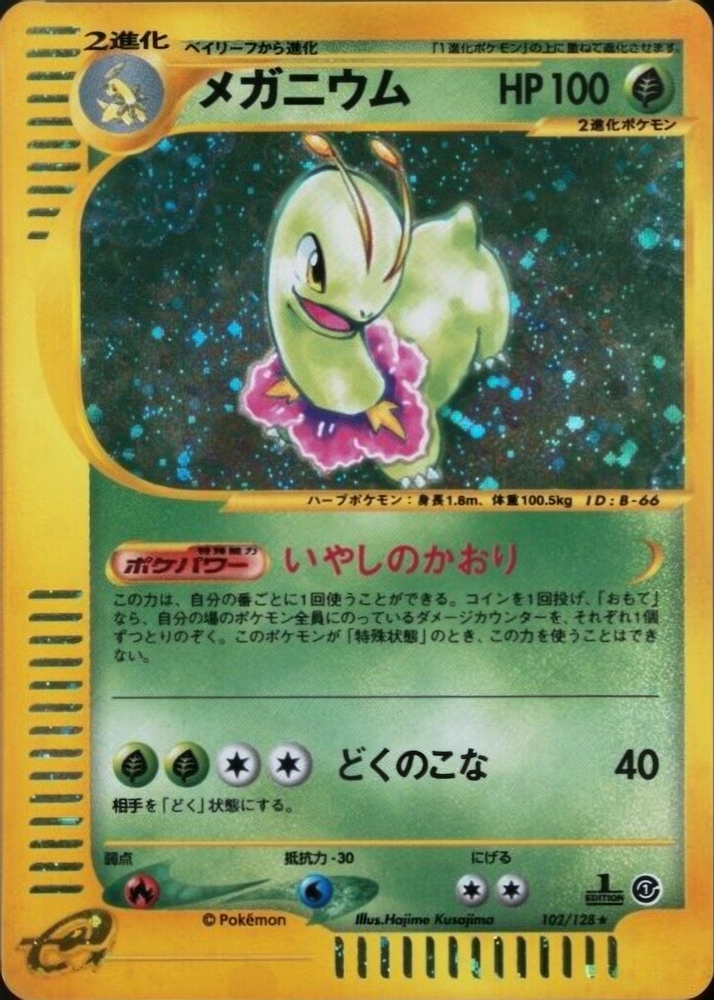 2進化 ベイリーフから進化 「1進化ポケモン」の上に重ねて進化させます。
メガニウム HP100
2進化ポケモン
ハーブポケモン：身長1.8m、体重100.5kg ID:B-66
特殊能力
ポケパワー いやしのかおり
この力は、自分の番ごとに1回使うことができる。コインを1回投げ、「おもて」
なら、自分の場のポケモン全員にのっているダメージカウンターを、それぞれ1個
ずつとりのぞく。このポケモンが「特殊状態」のとき、この力を使うことはでき
ない。
どくのこな 40
相手を「どく」状態にする。
弱点 抵抗力-30 にげる
1
EDITION
©Pokémon Illus.Hajime Kusajima 102/128★
e